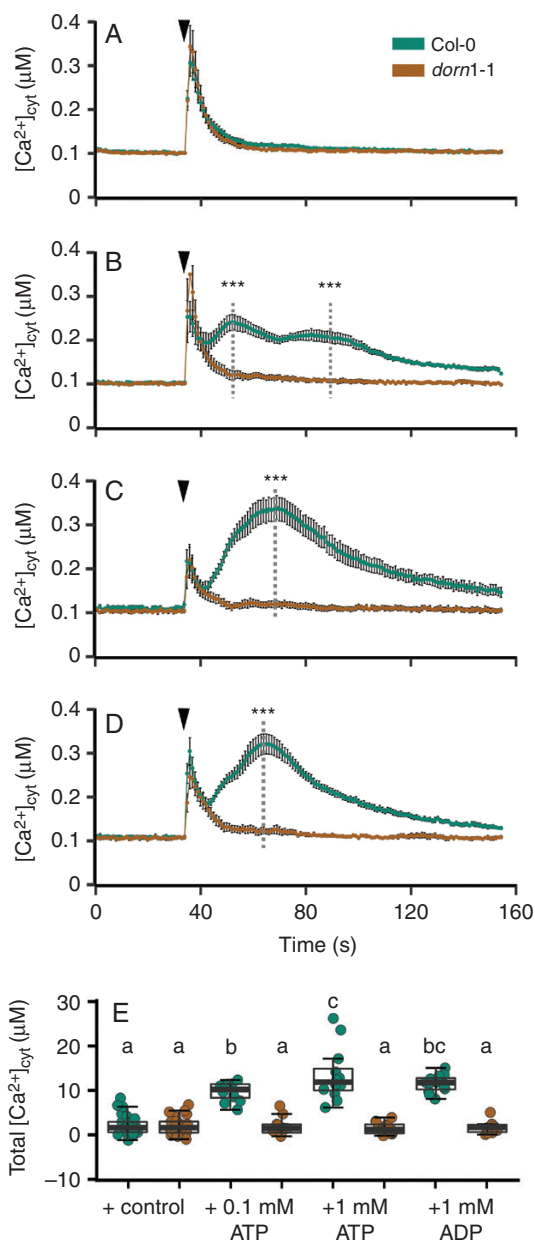 A
Col-0
dorn1-1
[Ca2+]cyt (µM)
0.4
0.3
0.2
0.1
0
B
***
***
[Ca2+]cyt (µM)
0.4
0.3
0.2
0.1
0
C
***
[Ca2+]cyt (µM)
0.4
0.3
0.2
0.1
0
D
***
[Ca2+]cyt (µM)
0.4
0.3
0.2
0.1
0
0 40 80 120 160
Time (s)
E
Total [Ca2+]cyt (µM)
30
20
10
0
–10
a a b a c a bc a
+ control + 0.1 mM +1 mM +1 mM
ATP ATP ADP